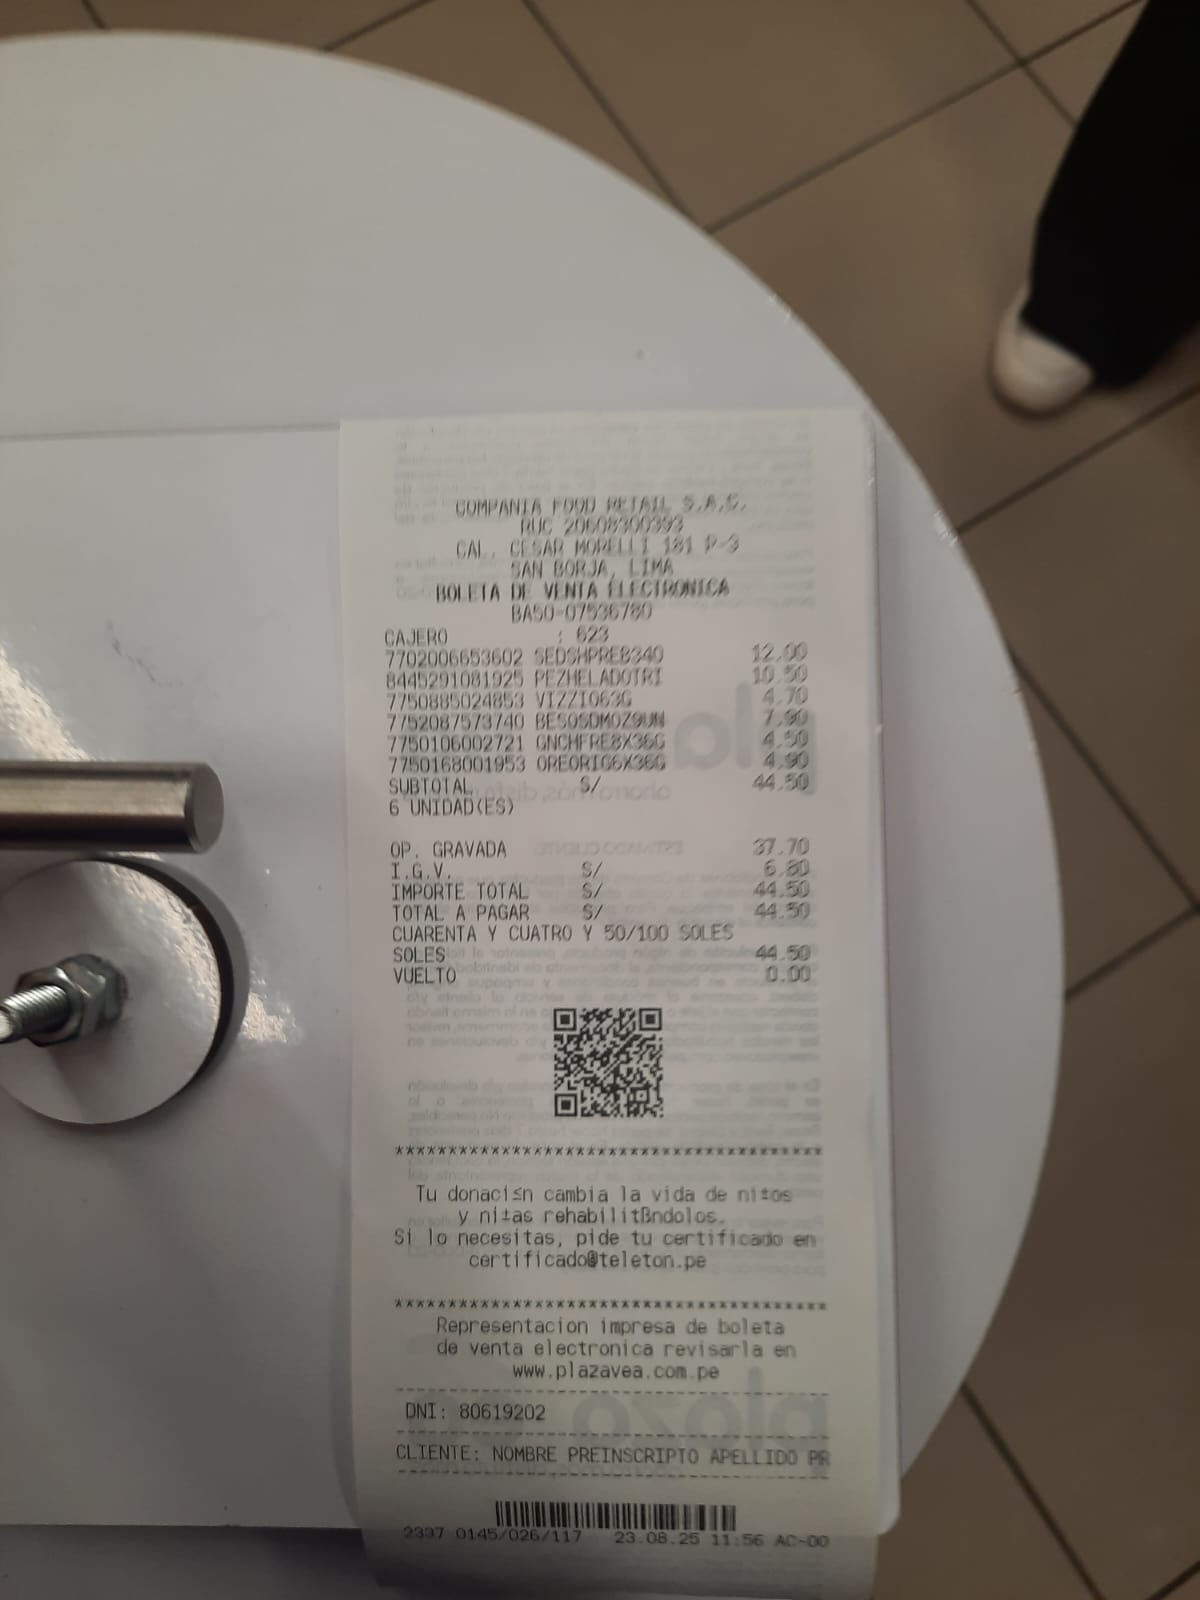 COMPANIA FOOD RETAIL S.A.C.
RUC 20608300393
CAL. CESAR MORELLI 181 P-3
SAN BORJA, LIMA
BOLETA DE VENTA ELECTRONICA
BA50-07536780
CAJERO : 623
7702006653602 SEDSHPREB340 12.00
8445291081925 PEZHELADOTRI 10.50
7750885024853 VIZZIO63G 4.70
7752087573740 BESOSDMOZ9UN 7.90
7750106002721 GNCHFRE8X36G 4.50
7750168001953 OREORIG6X36G 4.90
SUBTOTAL S/ 44.50
6 UNIDAD(ES)
OP. GRAVADA 37.70
I.G.V. S/ 6.80
IMPORTE TOTAL S/ 44.50
TOTAL A PAGAR S/ 44.50
CUARENTA Y CUATRO Y 50/100 SOLES
SOLES 44.50
VUELTO 0.00
****************************************
Tu donaci≤n cambia la vida de ni±os
y ni±as rehabilitßndolos.
Si lo necesitas, pide tu certificado en
certificado@teleton.pe
****************************************
Representacion impresa de boleta
de venta electronica revisarla en
www.plazavea.com.pe
DNI: 80619202
CLIENTE: NOMBRE PREINSCRIPTO APELLIDO PR
2337 0145/026/117 23.08.25 11:56 AC-00